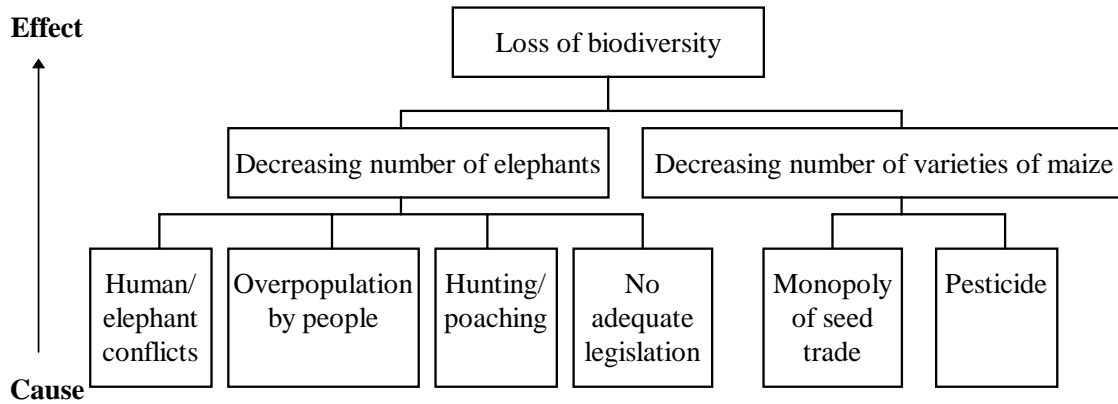 Effect
Loss of biodiversity
Decreasing number of elephants
Decreasing number of varieties of maize
Human/
elephant
conflicts
Overpopulation
by people
Hunting/
poaching
No
adequate
legislation
Monopoly
of seed
trade
Pesticide
Cause